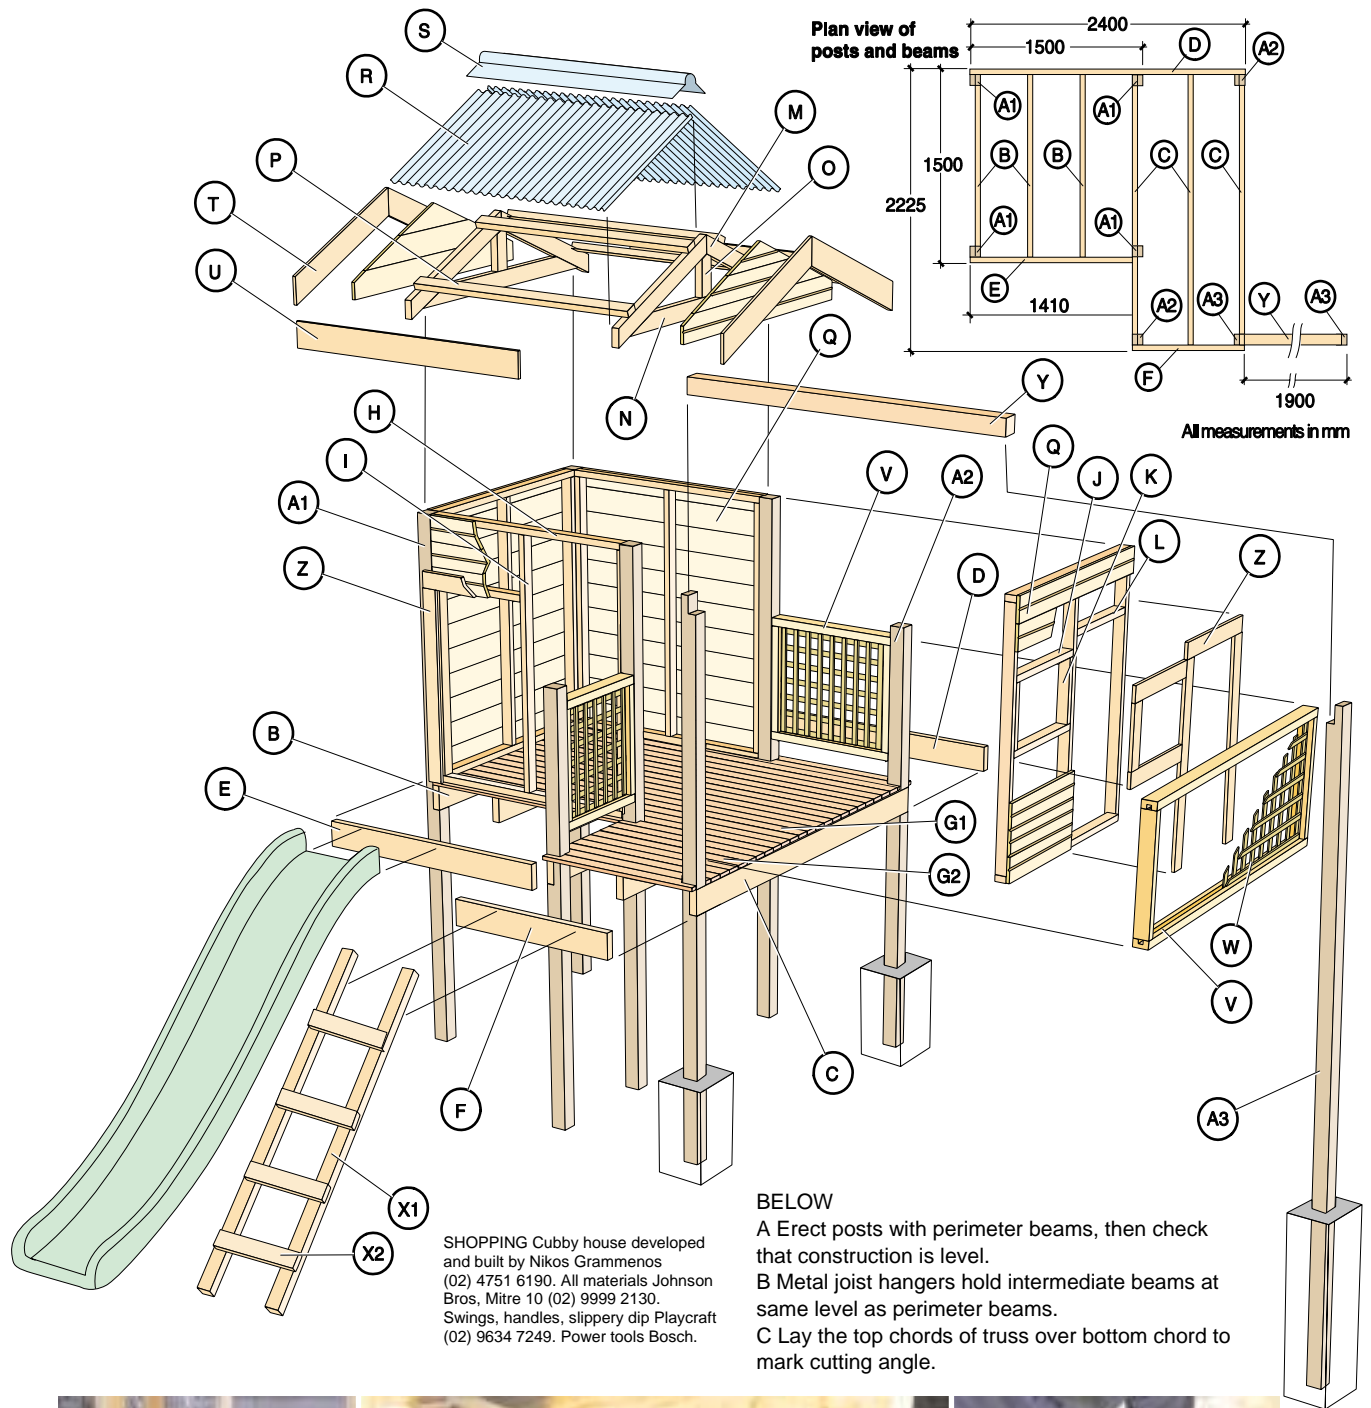 S
R
P
T
U
M
O
N
Q
Y
H
I
A1
Z
V
A2
D
B
E
G1
G2
C
F
X1
X2
Q
J
K
L
Z
W
V
A3
Plan view of
posts and beams
2400
1500
D
A2
A1
A1
1500
B
B
C
C
2225
A1
A1
E
1410
A2
A3
Y
A3
F
1900
All measurements in mm
SHOPPING Cubby house developed
and built by Nikos Grammenos
(02) 4751 6190. All materials Johnson
Bros, Mitre 10 (02) 9999 2130.
Swings, handles, slippery dip Playcraft
(02) 9634 7249. Power tools Bosch.
BELOW
A Erect posts with perimeter beams, then check
that construction is level.
B Metal joist hangers hold intermediate beams at
same level as perimeter beams.
C Lay the top chords of truss over bottom chord to
mark cutting angle.